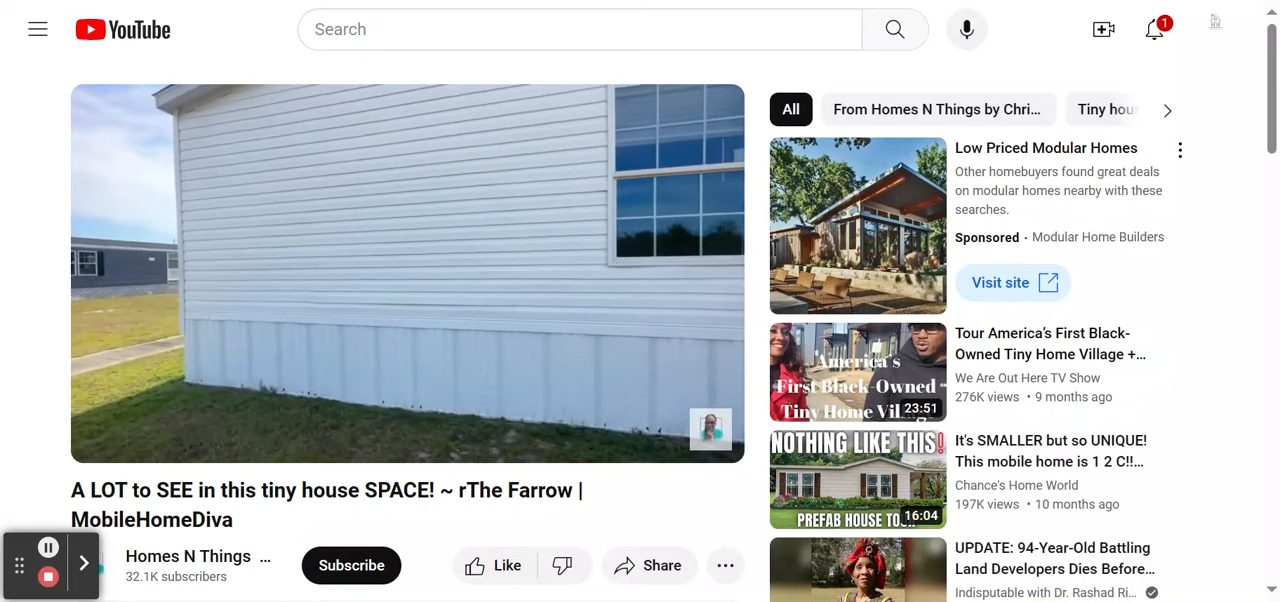 YouTube
Search
1
All
From Homes N Things by Chri...
Tiny hou
Low Priced Modular Homes
Other homebuyers found great deals
on modular homes nearby with these
searches.
Sponsored · Modular Home Builders
Visit site
America's
First Black-Owned
Tiny Home Vil
23:51
Tour America's First Black-
Owned Tiny Home Village +...
We Are Out Here TV Show
276K views • 9 months ago
NOTHING LIKE THIS!
PREFAB HOUSE TO
16:04
It's SMALLER but so UNIQUE!
This mobile home is 1 2 C!!...
Chance's Home World
197K views • 10 months ago
UPDATE: 94-Year-Old Battling
Land Developers Dies Before...
Indisputable with Dr. Rashad Ri...
A LOT to SEE in this tiny house SPACE! ~ rThe Farrow |
MobileHomeDiva
Homes N Things ...
32.1K subscribers
Subscribe
Like
Share